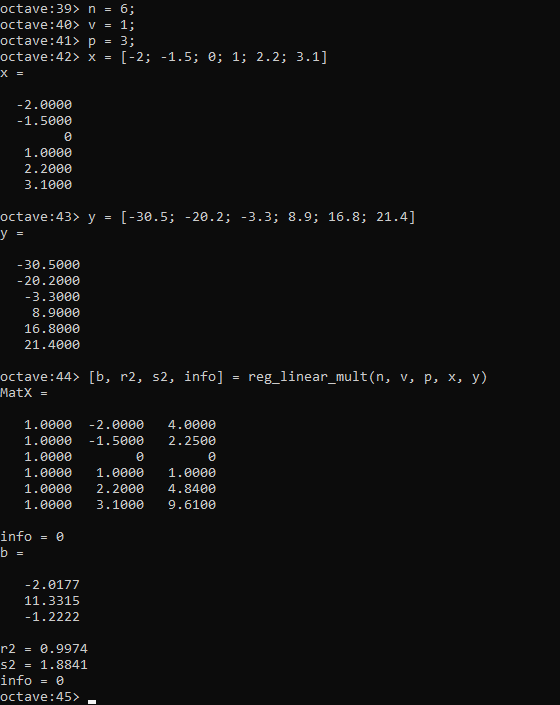 octave:39> n = 6;
octave:40> v = 1;
octave:41> p = 3;
octave:42> x = [-2; -1.5; 0; 1; 2.2; 3.1]
x =
-2.0000
-1.5000
0
1.0000
2.2000
3.1000
octave:43> y = [-30.5; -20.2; -3.3; 8.9; 16.8; 21.4]
y =
-30.5000
-20.2000
-3.3000
8.9000
16.8000
21.4000
octave:44> [b, r2, s2, info] = reg_linear_mult(n, v, p, x, y)
MatX =
1.0000 -2.0000 4.0000
1.0000 -1.5000 2.2500
1.0000 0 0
1.0000 1.0000 1.0000
1.0000 2.2000 4.8400
1.0000 3.1000 9.6100
info = 0
b =
-2.0177
11.3315
-1.2222
r2 = 0.9974
s2 = 1.8841
info = 0
octave:45>